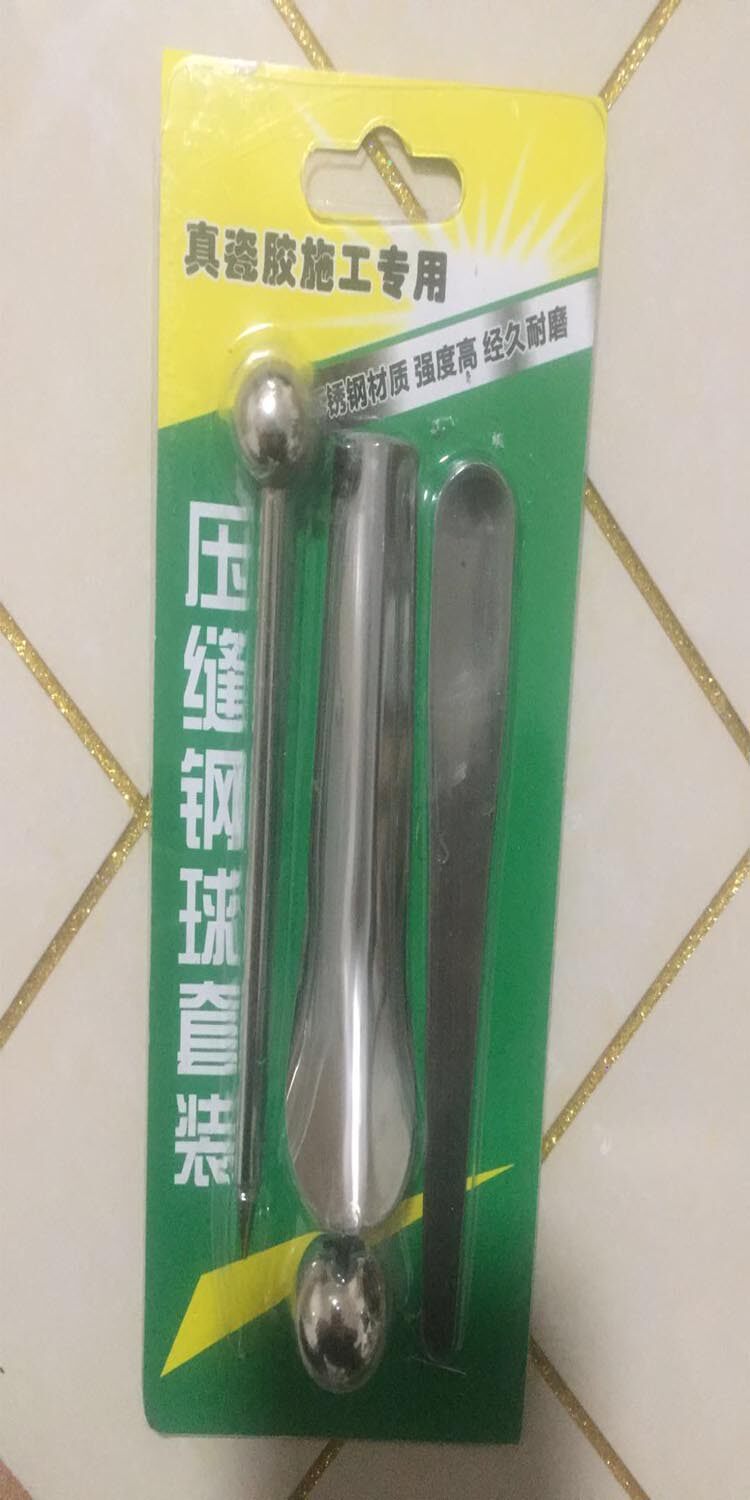 真瓷胶施工专用
锈钢材质 强度高 经久耐磨
压缝钢球套装